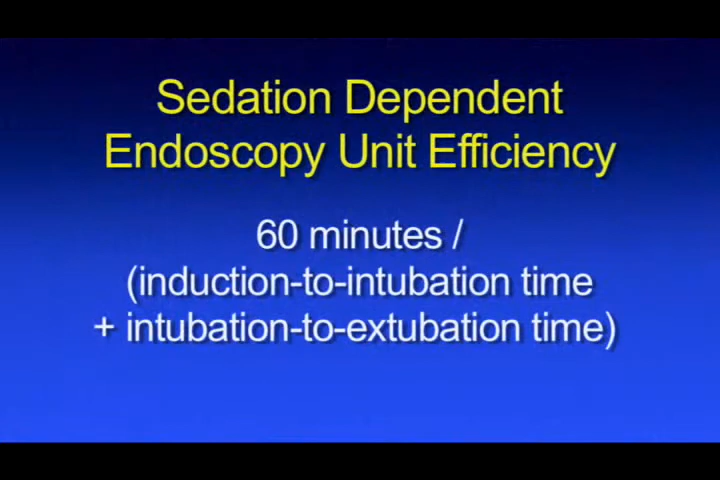 Sedation Dependent
Endoscopy Unit Efficiency
60 minutes /
(induction-to-intubation time
+ intubation-to-extubation time)